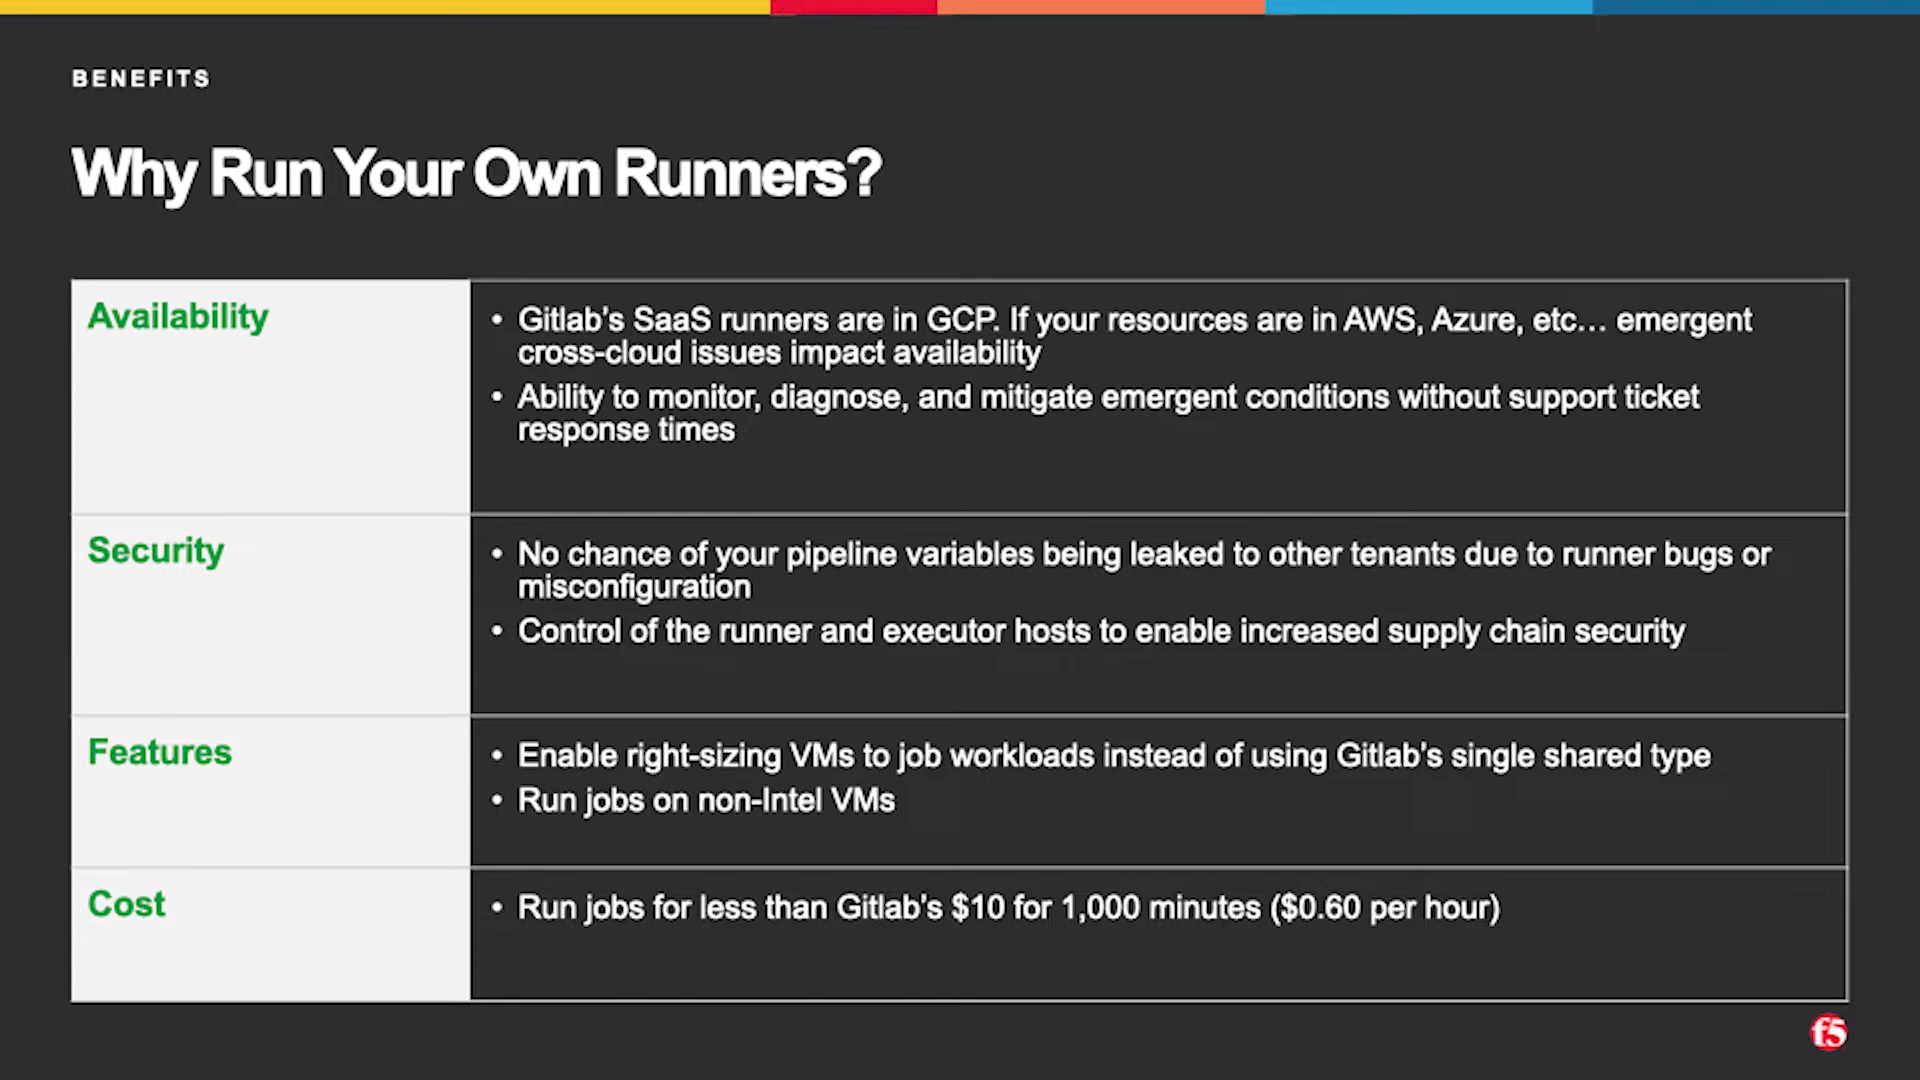 BENEFITS
Why Run Your Own Runners?
Availability
• Gitlab's SaaS runners are in GCP. If your resources are in AWS, Azure, etc… emergent
cross-cloud issues impact availability
• Ability to monitor, diagnose, and mitigate emergent conditions without support ticket
response times
Security
• No chance of your pipeline variables being leaked to other tenants due to runner bugs or
misconfiguration
• Control of the runner and executor hosts to enable increased supply chain security
Features
• Enable right-sizing VMs to job workloads instead of using Gitlab's single shared type
• Run jobs on non-Intel VMs
Cost
• Run jobs for less than Gitlab's $10 for 1,000 minutes ($0.60 per hour)
f5